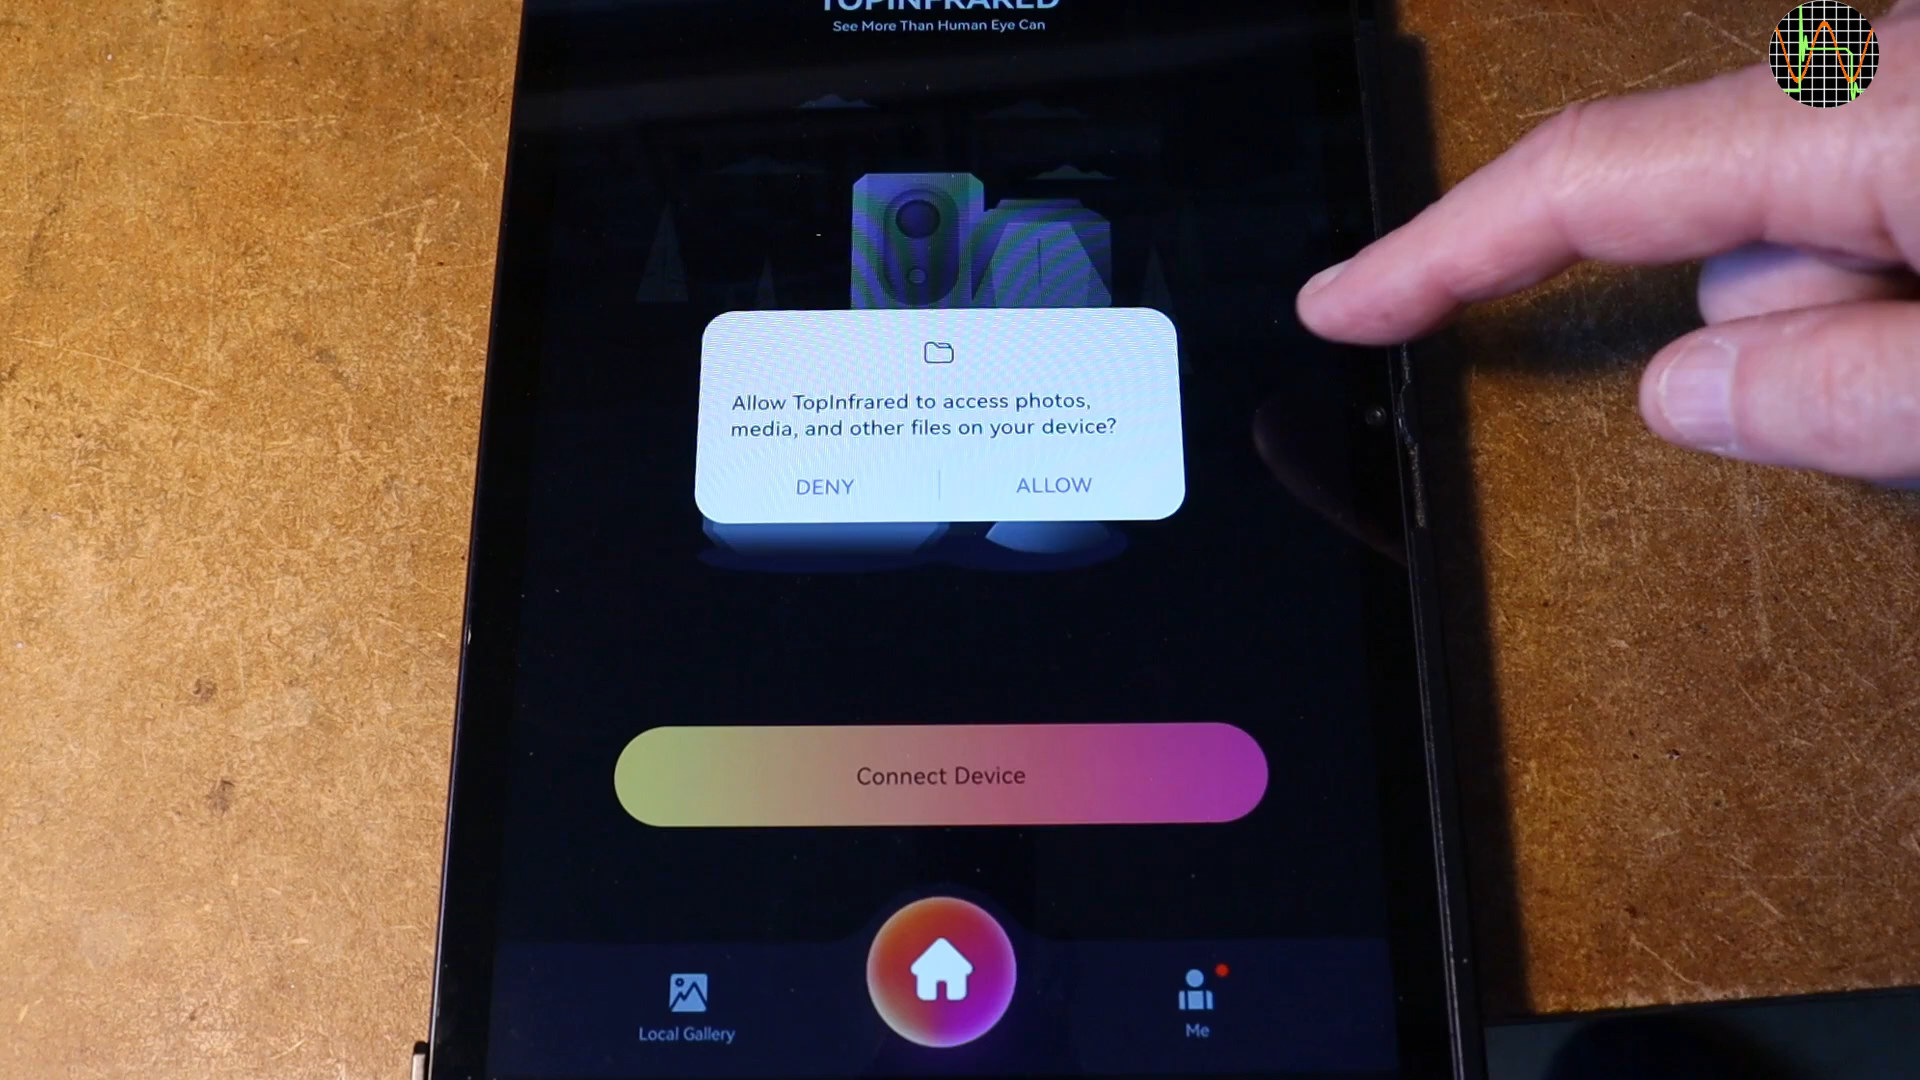 TOPINFRARED
See More Than Human Eye Can
Allow TopInfrared to access photos,
media, and other files on your device?
DENY
ALLOW
Connect Device
Local Gallery
Me